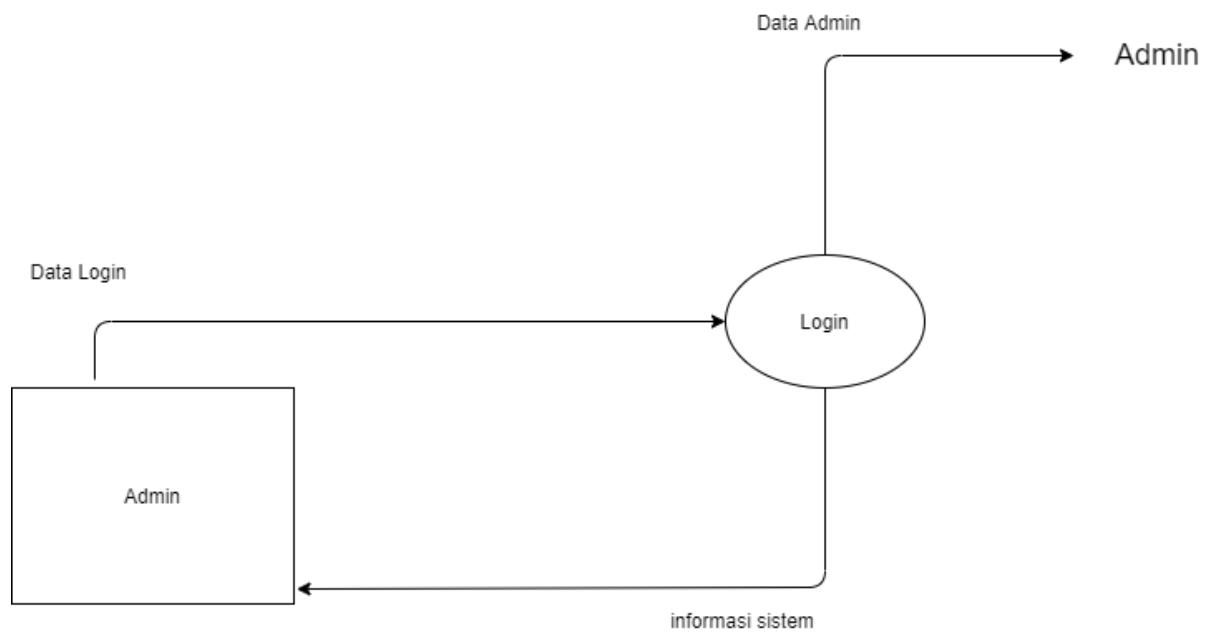 Data Admin
Admin
Data Login
Login
Admin
informasi sistem